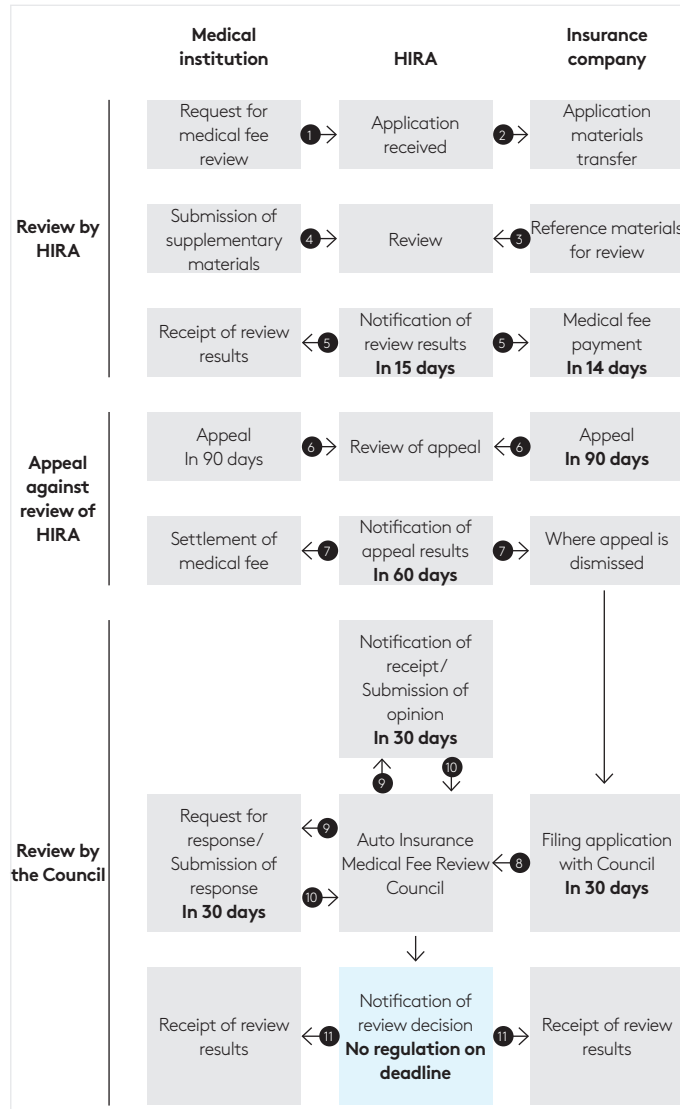 Medical
institution
HIRA
Insurance
company
Review by
HIRA
Request for
medical fee
review
1
Application
received
2
Application
materials
transfer
Submission of
supplementary
materials
4
Review
3
Reference materials
for review
Receipt of review
results
5
Notification of
review results
In 15 days
5
Medical fee
payment
In 14 days
Appeal
against
review of
HIRA
Appeal
In 90 days
6
Review of appeal
6
Appeal
In 90 days
Settlement of
medical fee
7
Notification of
appeal results
In 60 days
7
Where appeal is
dismissed
Review by
the Council
Notification of
receipt/
Submission of
opinion
In 30 days
9
10
Request for
response/
Submission of
response
In 30 days
9
10
Auto Insurance
Medical Fee Review
Council
8
Filing application
with Council
In 30 days
Receipt of review
results
11
Notification of
review decision
No regulation on
deadline
11
Receipt of review
results